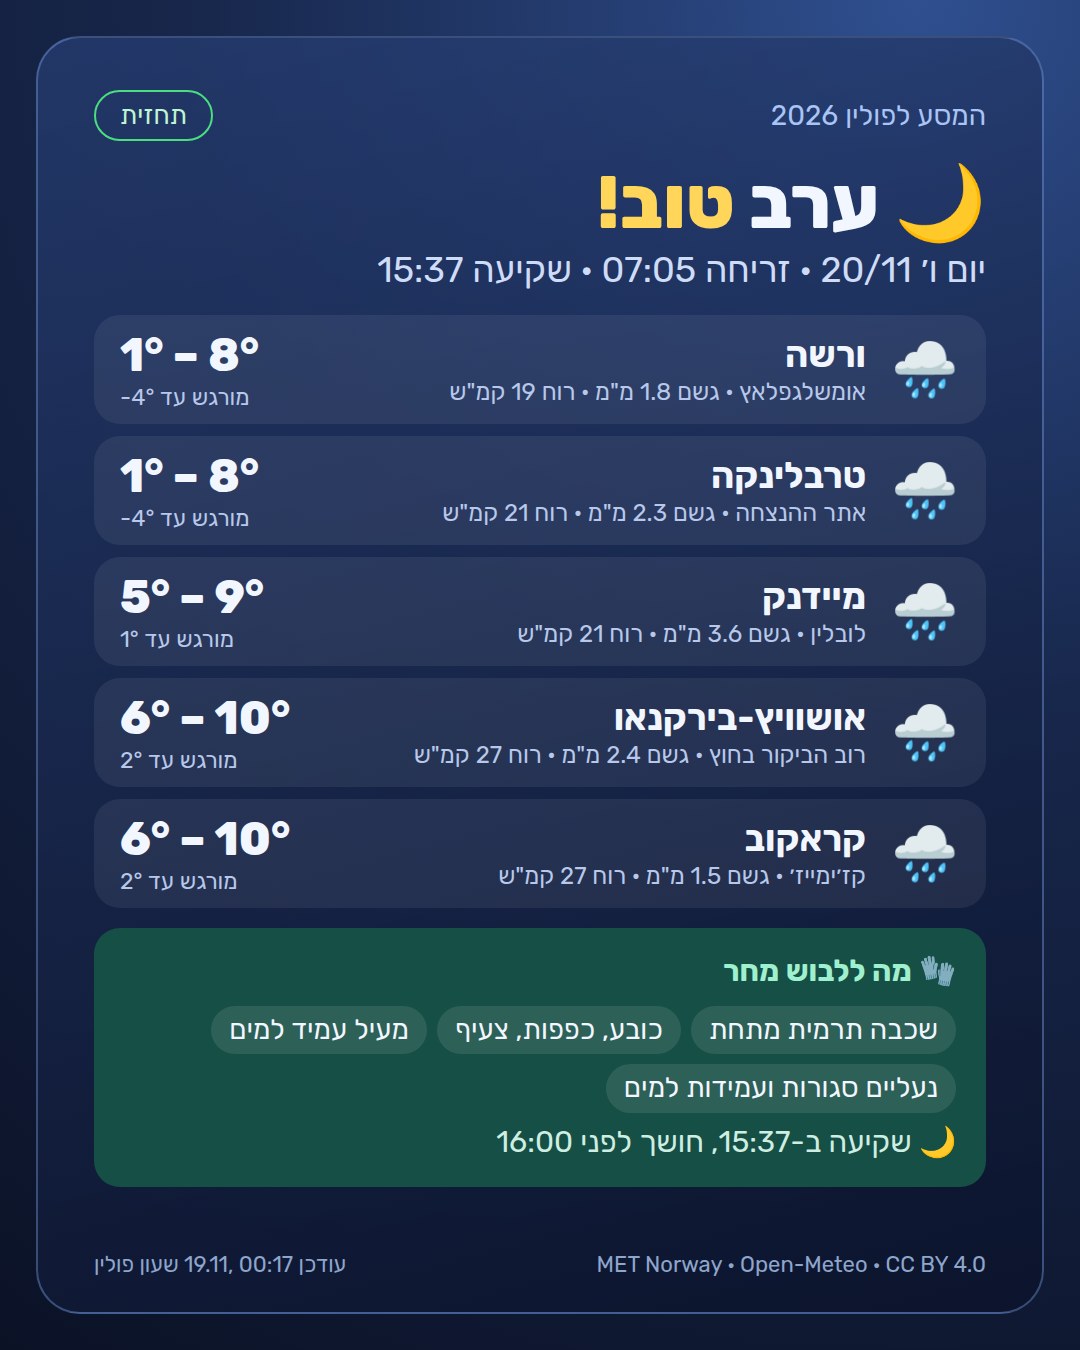 המסע לפולין 2026
תחזית
ערב טוב!
יום ו׳ 20/11 • זריחה 07:05 • שקיעה 15:37
ורשה
אומשלגפלאץ • גשם 1.8 מ"מ • רוח 19 קמ"ש
1° – 8°
מורגש עד ‎-4°
טרבלינקה
אתר ההנצחה • גשם 2.3 מ"מ • רוח 21 קמ"ש
1° – 8°
מורגש עד ‎-4°
מיידנק
לובלין • גשם 3.6 מ"מ • רוח 21 קמ"ש
5° – 9°
מורגש עד 1°
אושוויץ-בירקנאו
רוב הביקור בחוץ • גשם 2.4 מ"מ • רוח 27 קמ"ש
6° – 10°
מורגש עד 2°
קראקוב
קז׳ימייז׳ • גשם 1.5 מ"מ • רוח 27 קמ"ש
6° – 10°
מורגש עד 2°
מה ללבוש מחר
שכבה תרמית מתחת
כובע, כפפות, צעיף
מעיל עמיד למים
נעליים סגורות ועמידות למים
שקיעה ב-15:37, חושך לפני 16:00
MET Norway • Open-Meteo • CC BY 4.0
עודכן 00:17 ,19.11 שעון פולין